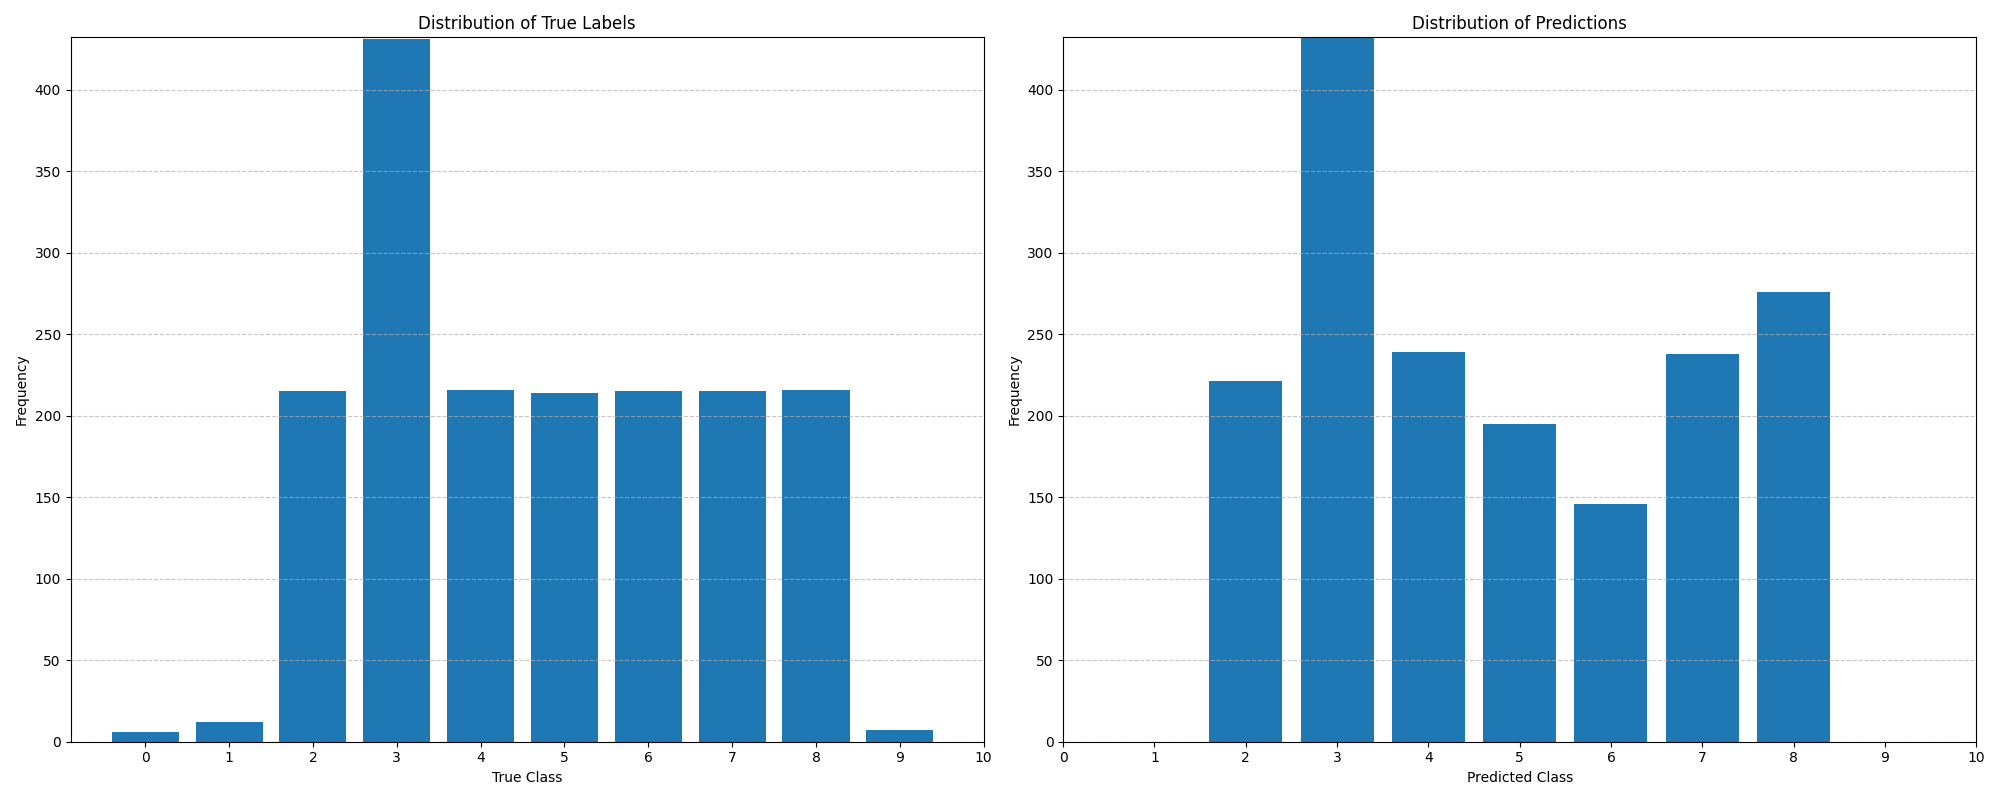 Distribution of True Labels
400
350
300
250
200
150
100
50
0
Frequency
0 1 2 3 4 5 6 7 8 9 10
True Class
Distribution of Predictions
400
350
300
250
200
150
100
50
0
Frequency
0 1 2 3 4 5 6 7 8 9 10
Predicted Class